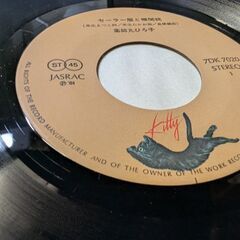 セーラー服と機関銃
薬師丸ひろ子
ST 45
JASRAC
7DK 7020
STEREO
1
Kitty
ALL RIGHTS OF THE RECORD MANUFACTURER AND OF THE OWNER OF THE WORK